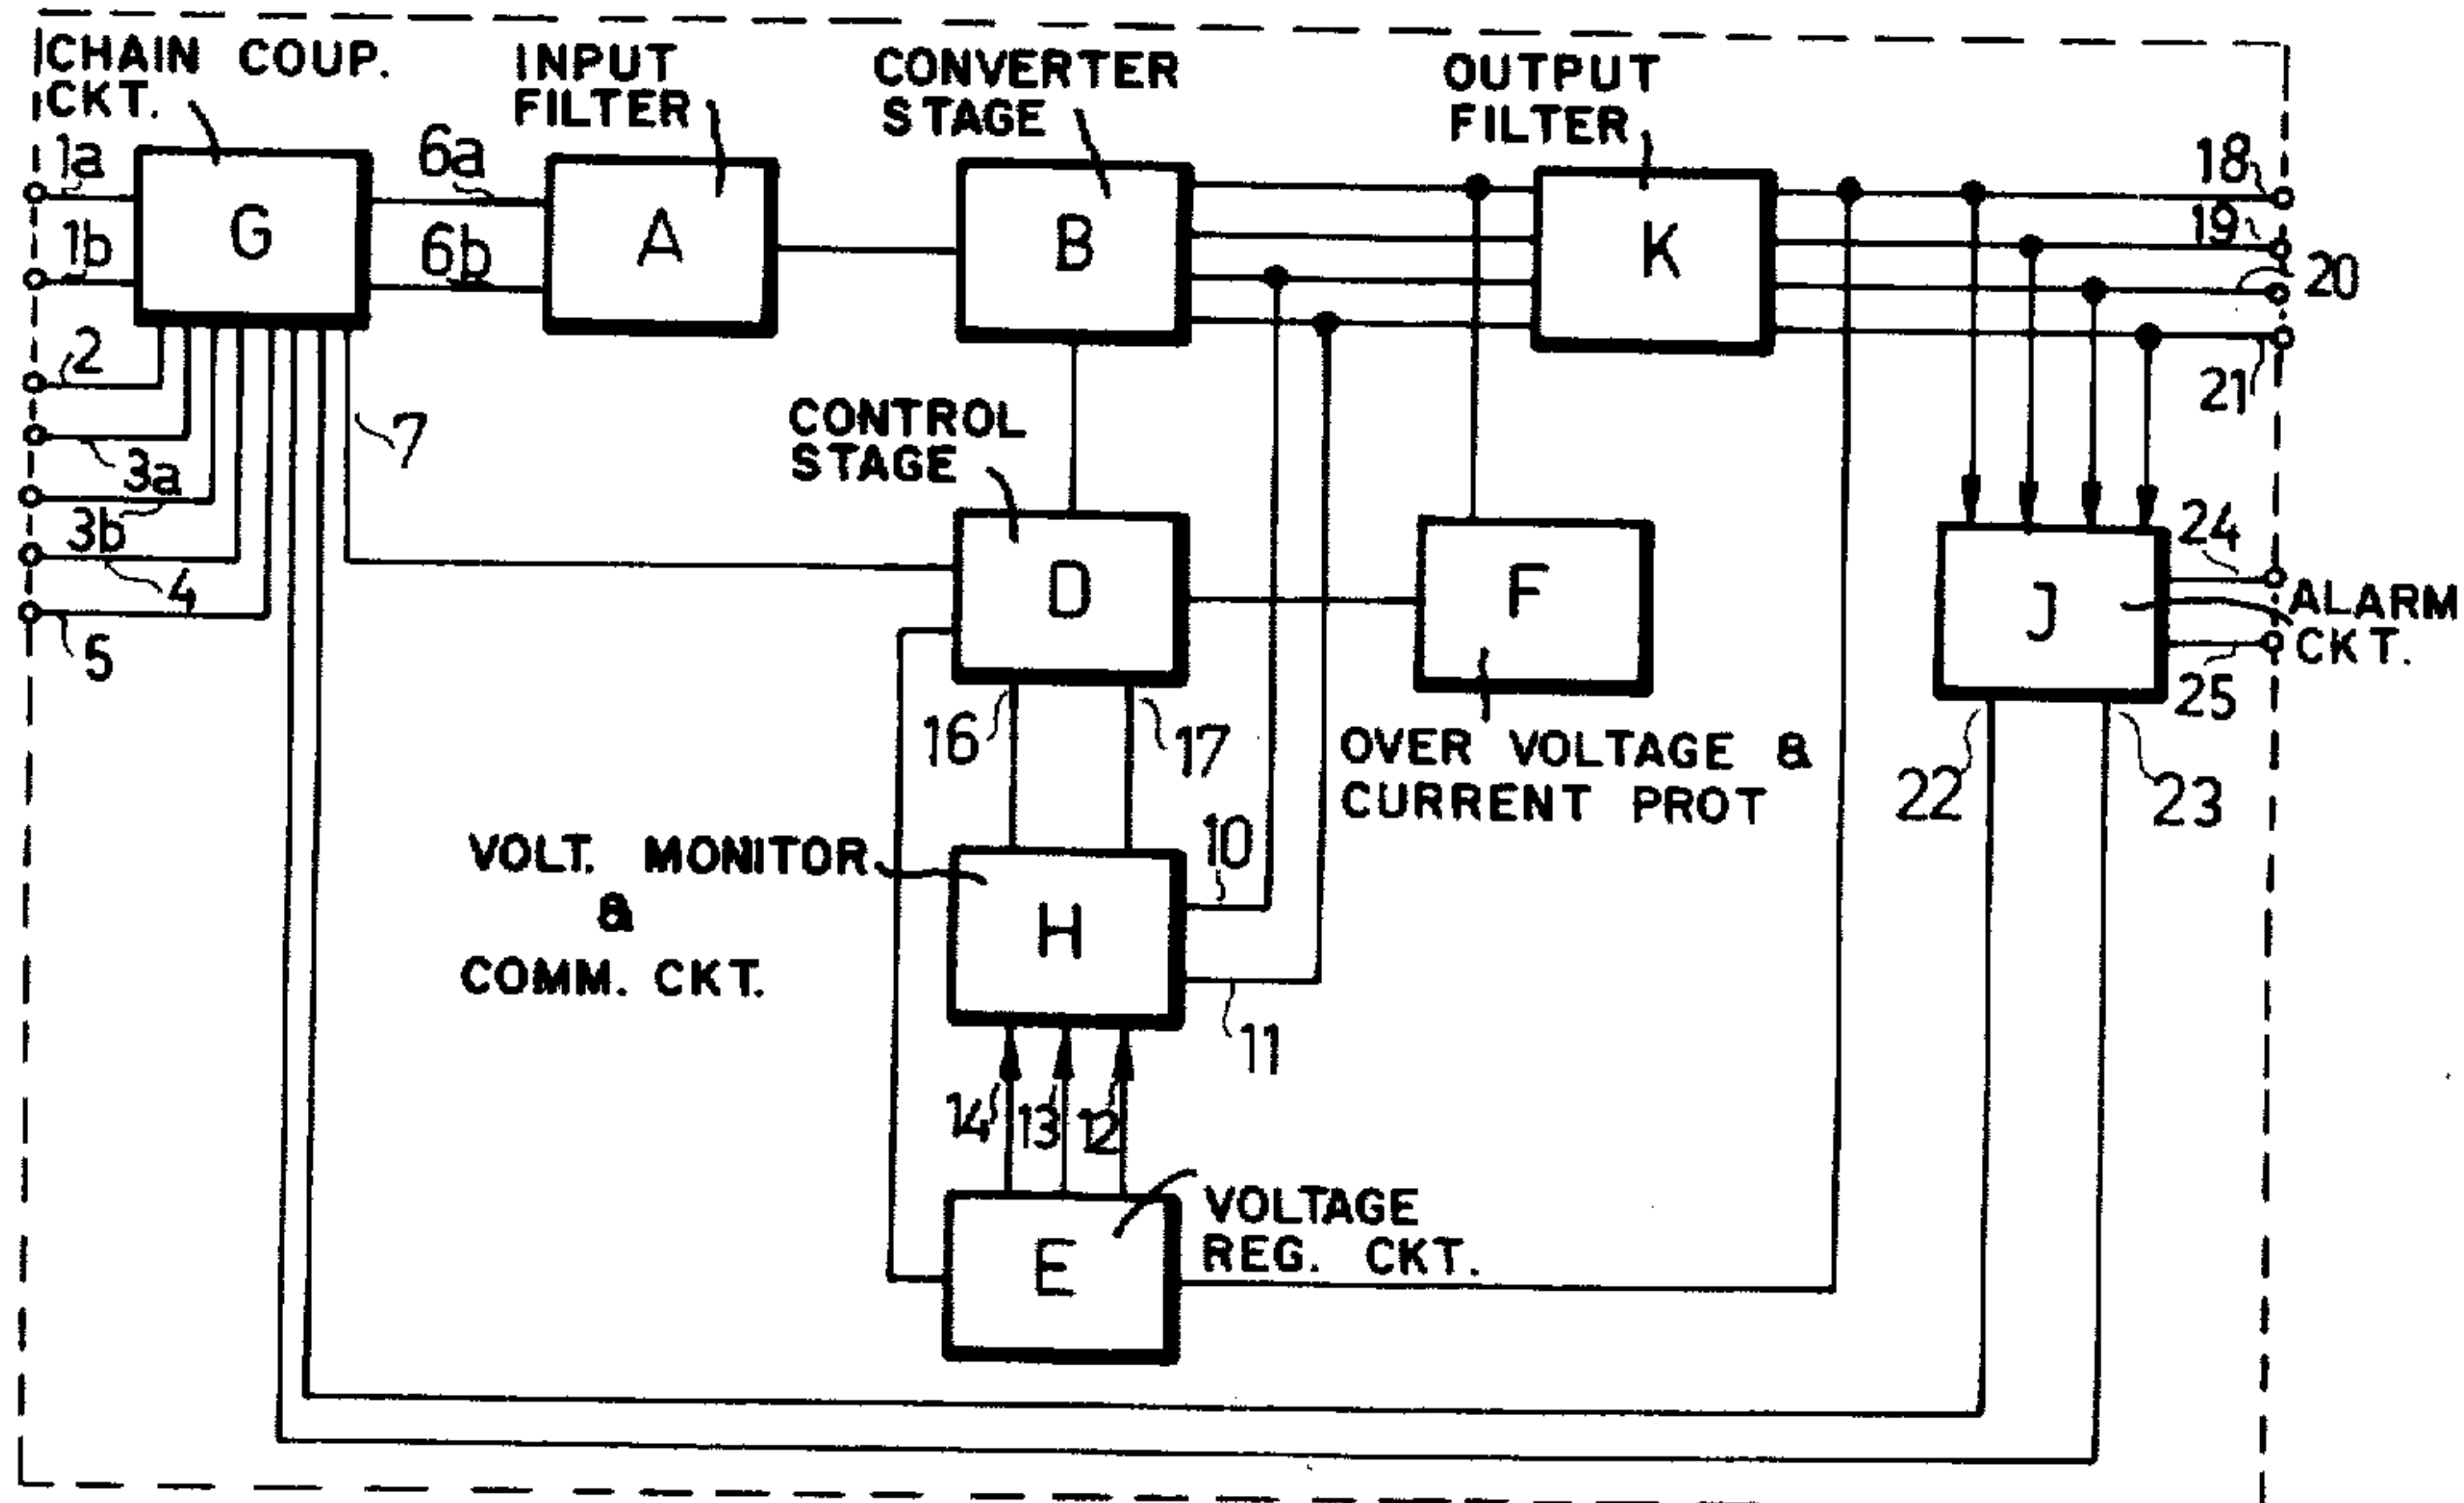 CHAIN COUP.
CKT.
INPUT
FILTER
CONVERTER
STAGE
OUTPUT
FILTER
1a
6a
18
G
A
B
K
1b
6b
19
20
2
21
7
CONTROL
STAGE
3a
3b
24
4
D
F
J
ALARM
CKT.
5
25
16
17
OVER VOLTAGE &
CURRENT PROT
22
23
VOLT. MONITOR
&
COMM. CKT.
10
H
11
14
13
12
VOLTAGE
REG. CKT.
E